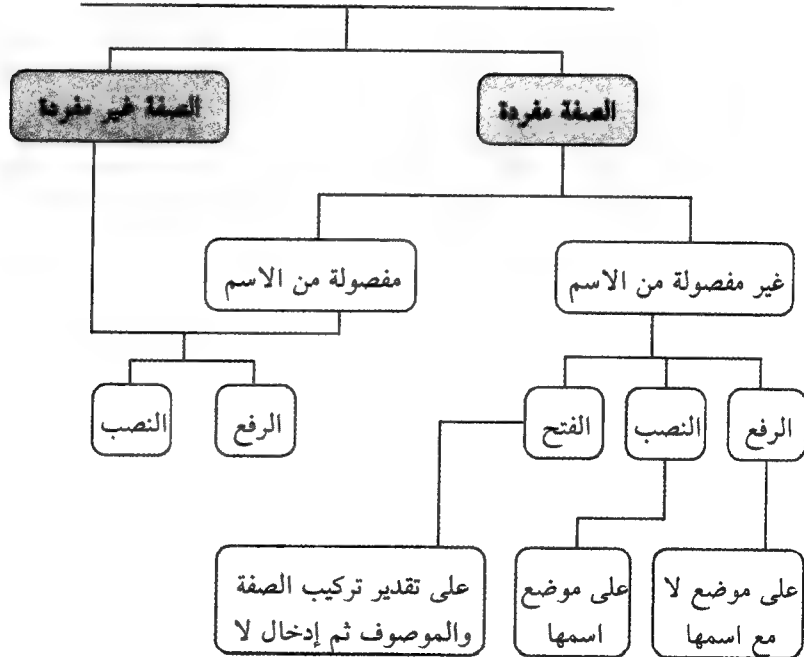 الصفة مفردة
الصفة غير مفردة
غير مفصولة من الاسم
مفصولة من الاسم
الرفع
النصب
الفتح
الرفع
النصب
على موضع لا
مع اسمها
على موضع
اسمها
على تقدير تركيب الصفة
والموصوف ثم إدخال لا